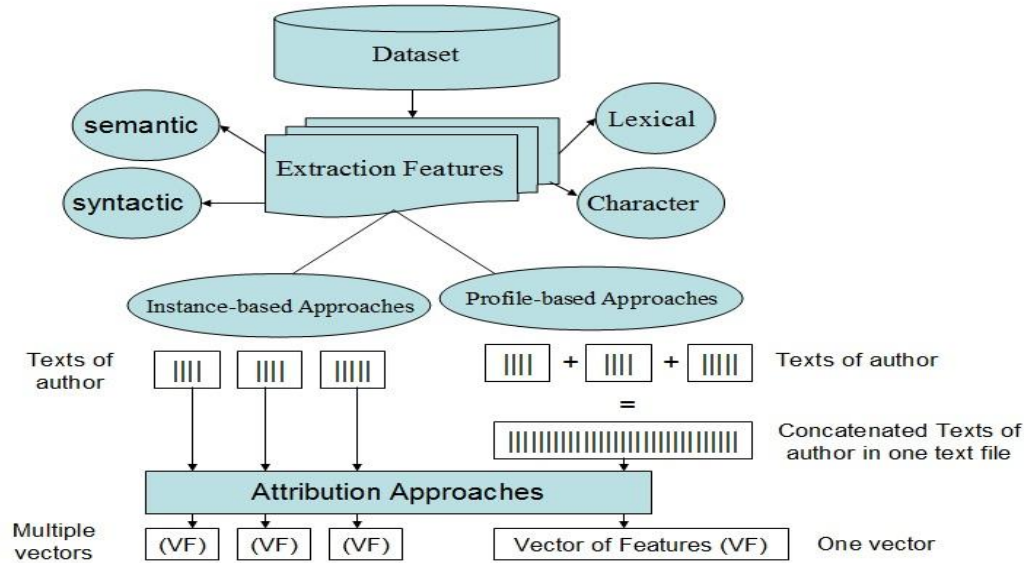 Dataset
semantic
Lexical
Extraction Features
syntactic
Character
Instance-based Approaches
Profile-based Approaches
Texts of
author
+
+
Texts of author
=
Concatenated Texts of
author in one text file
Attribution Approaches
Multiple
vectors
(VF)
(VF)
(VF)
Vector of Features (VF)
One vector